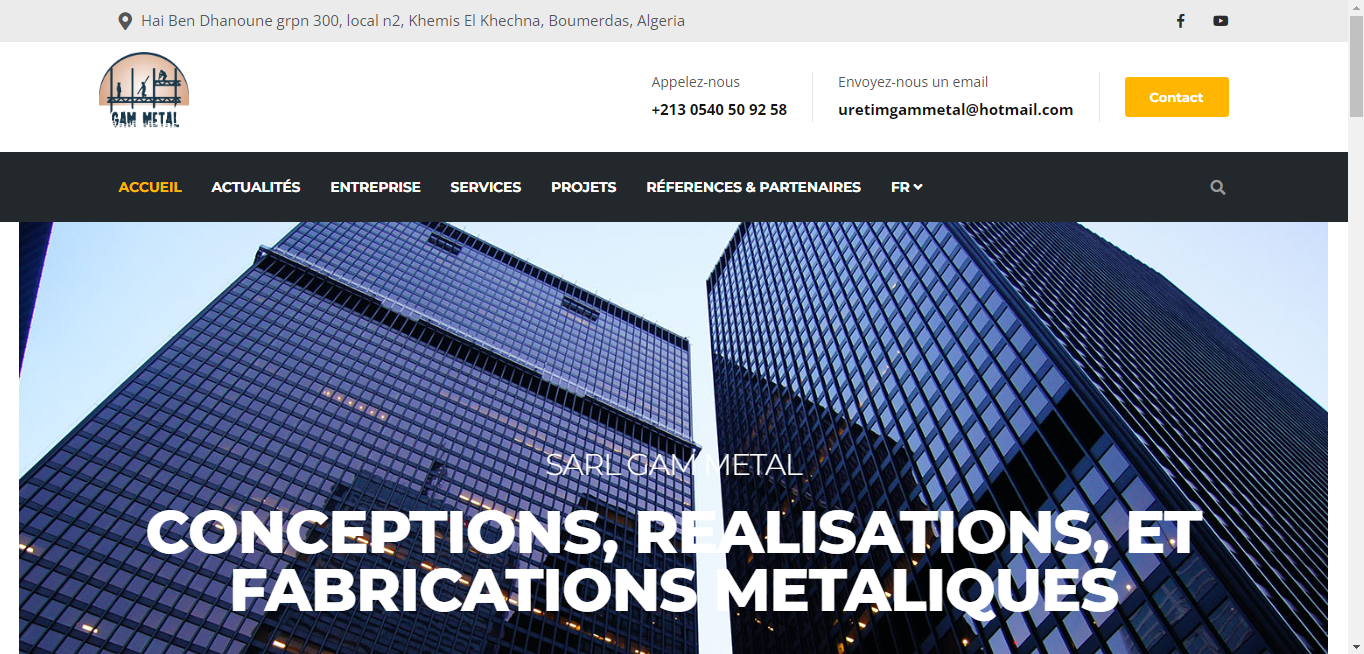 Hai Ben Dhanoune grpn 300, local n2, Khemis El Khechna, Boumerdas, Algeria
GAM METAL
Appelez-nous
+213 0540 50 92 58
Envoyez-nous un email
uretimgammetal@hotmail.com
Contact
ACCUEIL ACTUALITÉS ENTREPRISE SERVICES PROJETS RÉFERENCES & PARTENAIRES FR
SARL GAM METAL
CONCEPTIONS, REALISATIONS, ET
FABRICATIONS METALIQUES